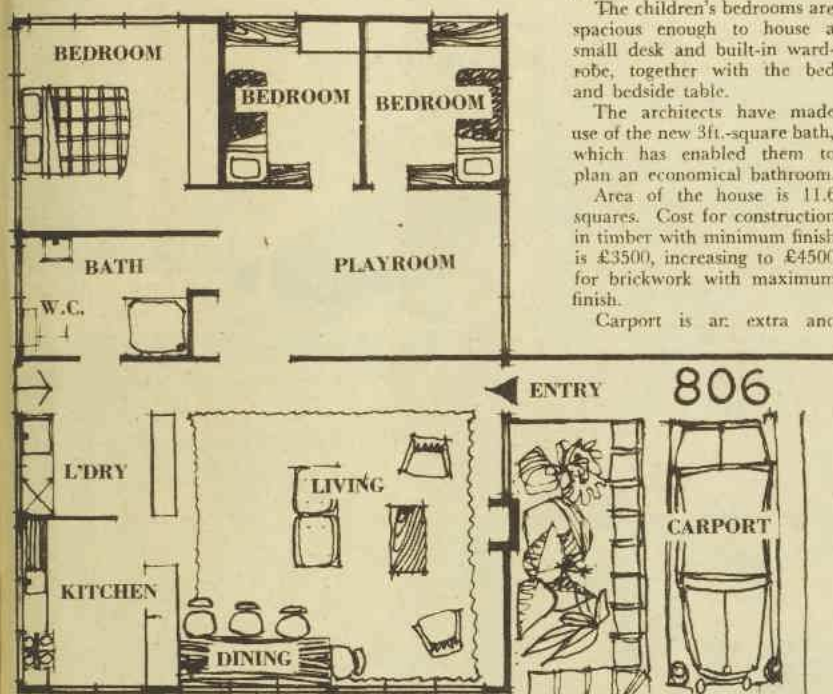 BEDROOM
BEDROOM
BEDROOM
BATH
PLAYROOM
W.C.
ENTRY
806
L'DRY
LIVING
CARPORT
KITCHEN
DINING
The children's bedrooms are
spacious enough to house a
small desk and built-in ward-
robe, together with the bed
and bedside table.
The architects have made
use of the new 3ft.-square bath,
which has enabled them to
plan an economical bathroom.
Area of the house is 11.6
squares. Cost for construction
in timber with minimum finish
is £3500, increasing to £4500
for brickwork with maximum
finish.
Carport is an extra and